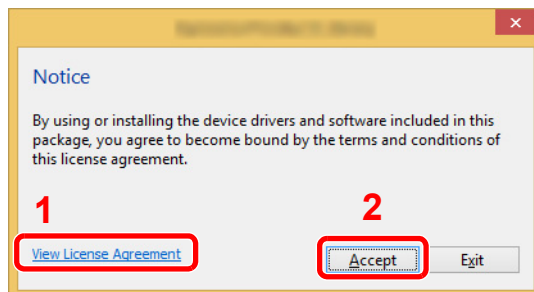 Notice
By using or installing the device drivers and software included in this
package, you agree to become bound by the terms and conditions of
this license agreement.
1
2
View License Agreement
Accept
Exit